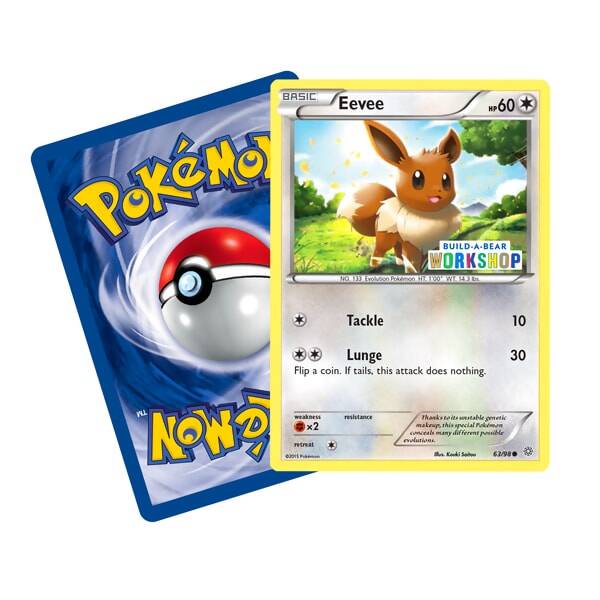 BASIC
Eevee
HP60
BUILD-A-BEAR
WORKSHOP
NO. 133 Evolution Pokémon HT. 1'00" WT. 14.3 lbs.
Tackle 10
Lunge 30
Flip a coin. If tails, this attack does nothing.
weakness resistance
×2
retreat
Thanks to its unstable genetic
makeup, this special Pokémon
conceals many different possible
evolutions.
©2015 Pokémon
Illus. Kouki Saitou
63/98
POKéMO
POKéMON
TM